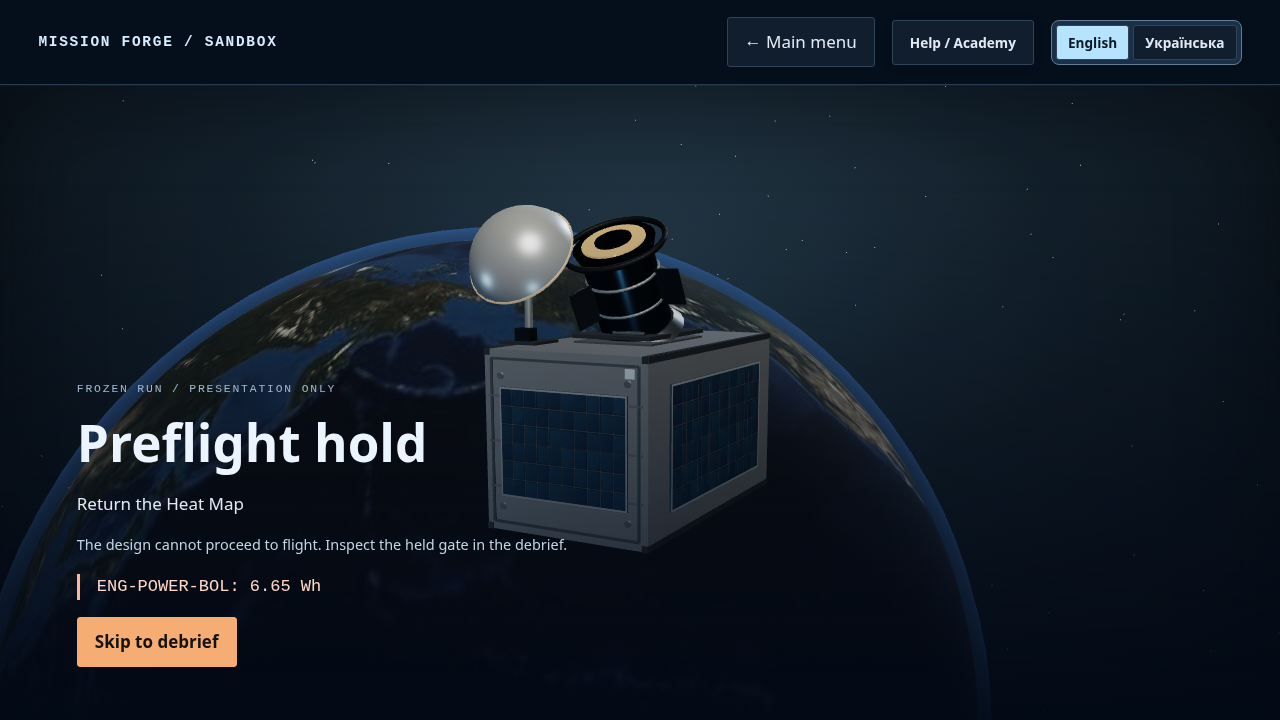 MISSION FORGE / SANDBOX
← Main menu
Help / Academy
English
Українська
FROZEN RUN / PRESENTATION ONLY
Preflight hold
Return the Heat Map
The design cannot proceed to flight. Inspect the held gate in the debrief.
ENG-POWER-BOL: 6.65 Wh
Skip to debrief